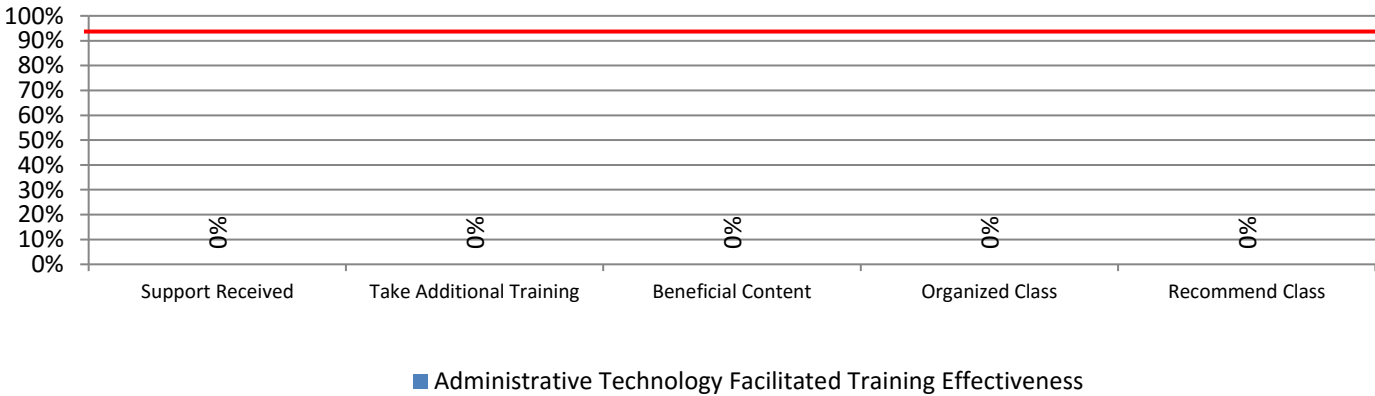 100%
90%
80%
70%
60%
50%
40%
30%
20%
10%
0%
0%
0%
0%
0%
0%
Support Received
Take Additional Training
Beneficial Content
Organized Class
Recommend Class
Administrative Technology Facilitated Training Effectiveness